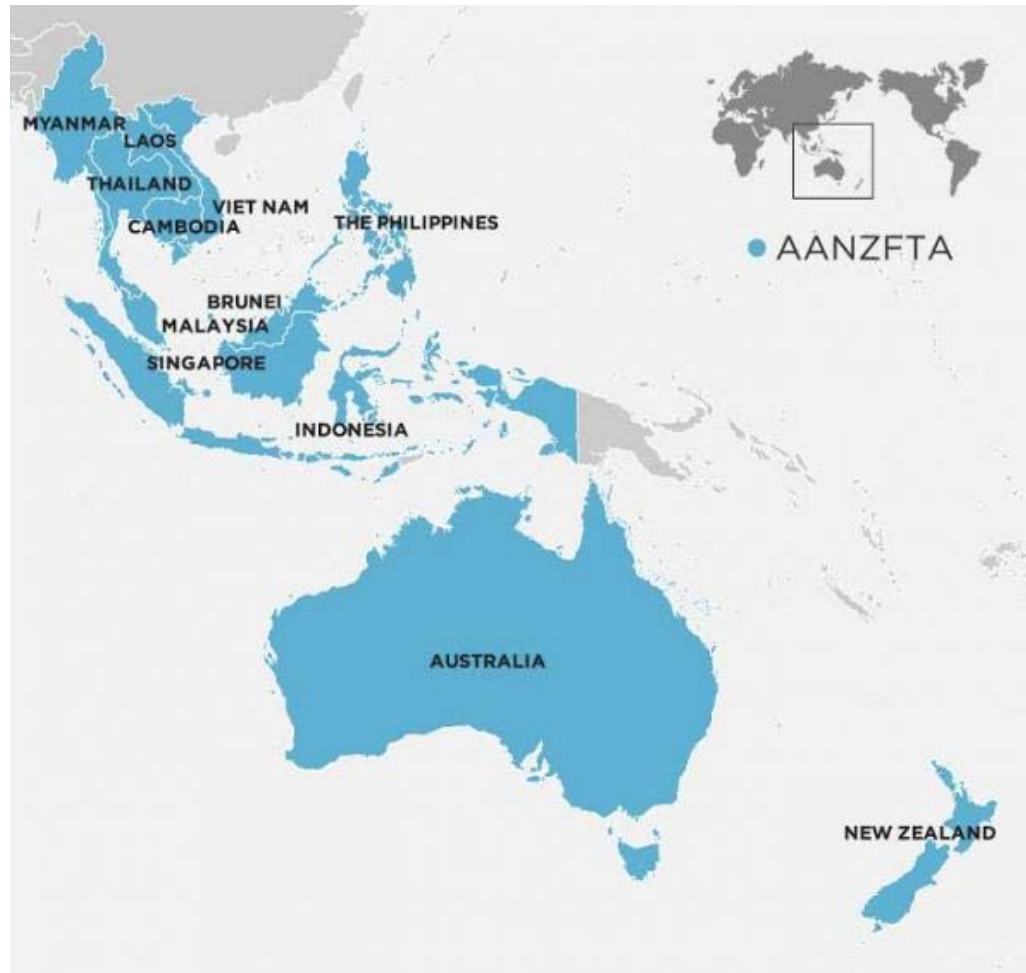 MYANMAR
LAOS
THAILAND
VIET NAM
CAMBODIA
THE PHILIPPINES
AANZFTA
BRUNEI
MALAYSIA
SINGAPORE
INDONESIA
AUSTRALIA
NEW ZEALAND